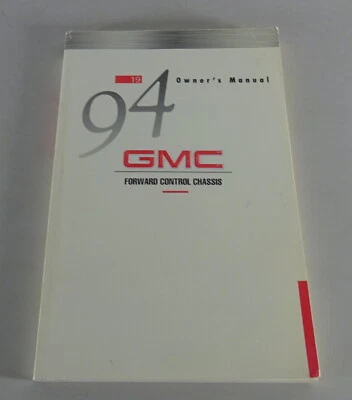 19 Owner's Manual
94
GMC
FORWARD CONTROL CHASSIS